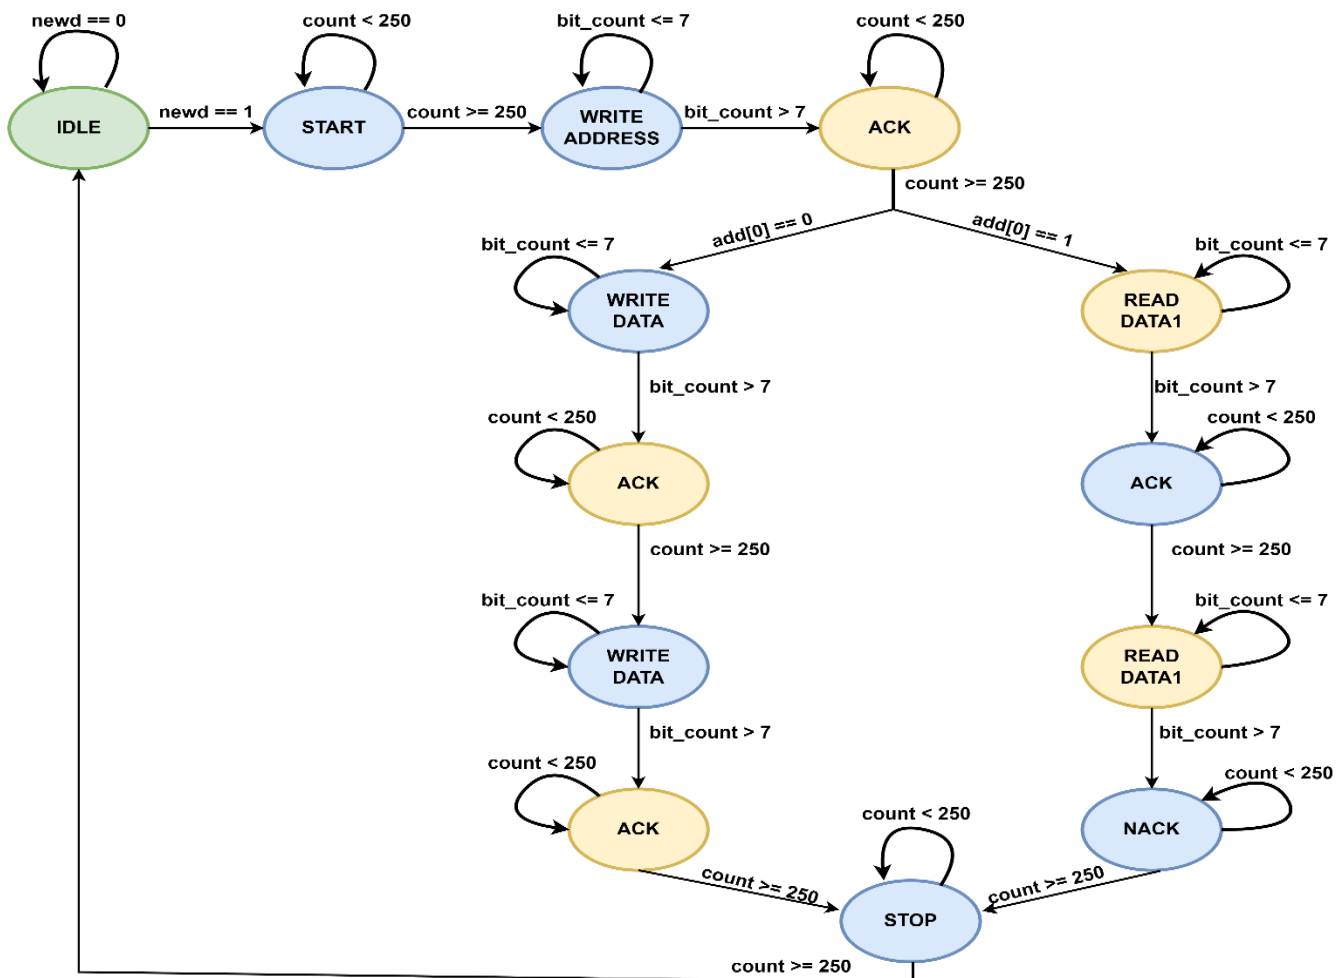 newd == 0
count < 250
bit_count <= 7
count < 250
IDLE
newd == 1
START
count >= 250
WRITE
ADDRESS
bit_count > 7
ACK
count >= 250
add[0] == 0
add[0] == 1
bit_count <= 7
bit_count <= 7
WRITE
DATA
READ
DATA1
bit_count > 7
bit_count > 7
count < 250
count < 250
ACK
ACK
count >= 250
count >= 250
bit_count <= 7
bit_count <= 7
WRITE
DATA
READ
DATA1
bit_count > 7
bit_count > 7
count < 250
count < 250
ACK
count < 250
NACK
count >= 250
count >= 250
STOP
count >= 250